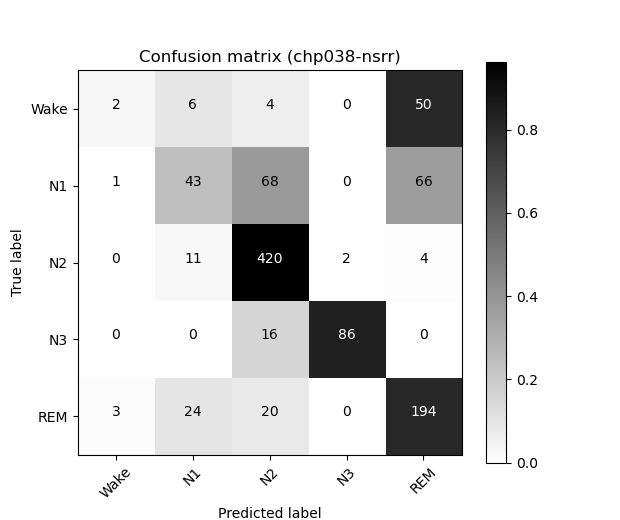 Confusion matrix (chp038-nsrr)
Wake 2 6 4 0 50
N1 1 43 68 0 66
N2 0 11 420 2 4
N3 0 0 16 86 0
REM 3 24 20 0 194
True label
Wake N1 N2 N3 REM
Predicted label
0.8
0.6
0.4
0.2
0.0